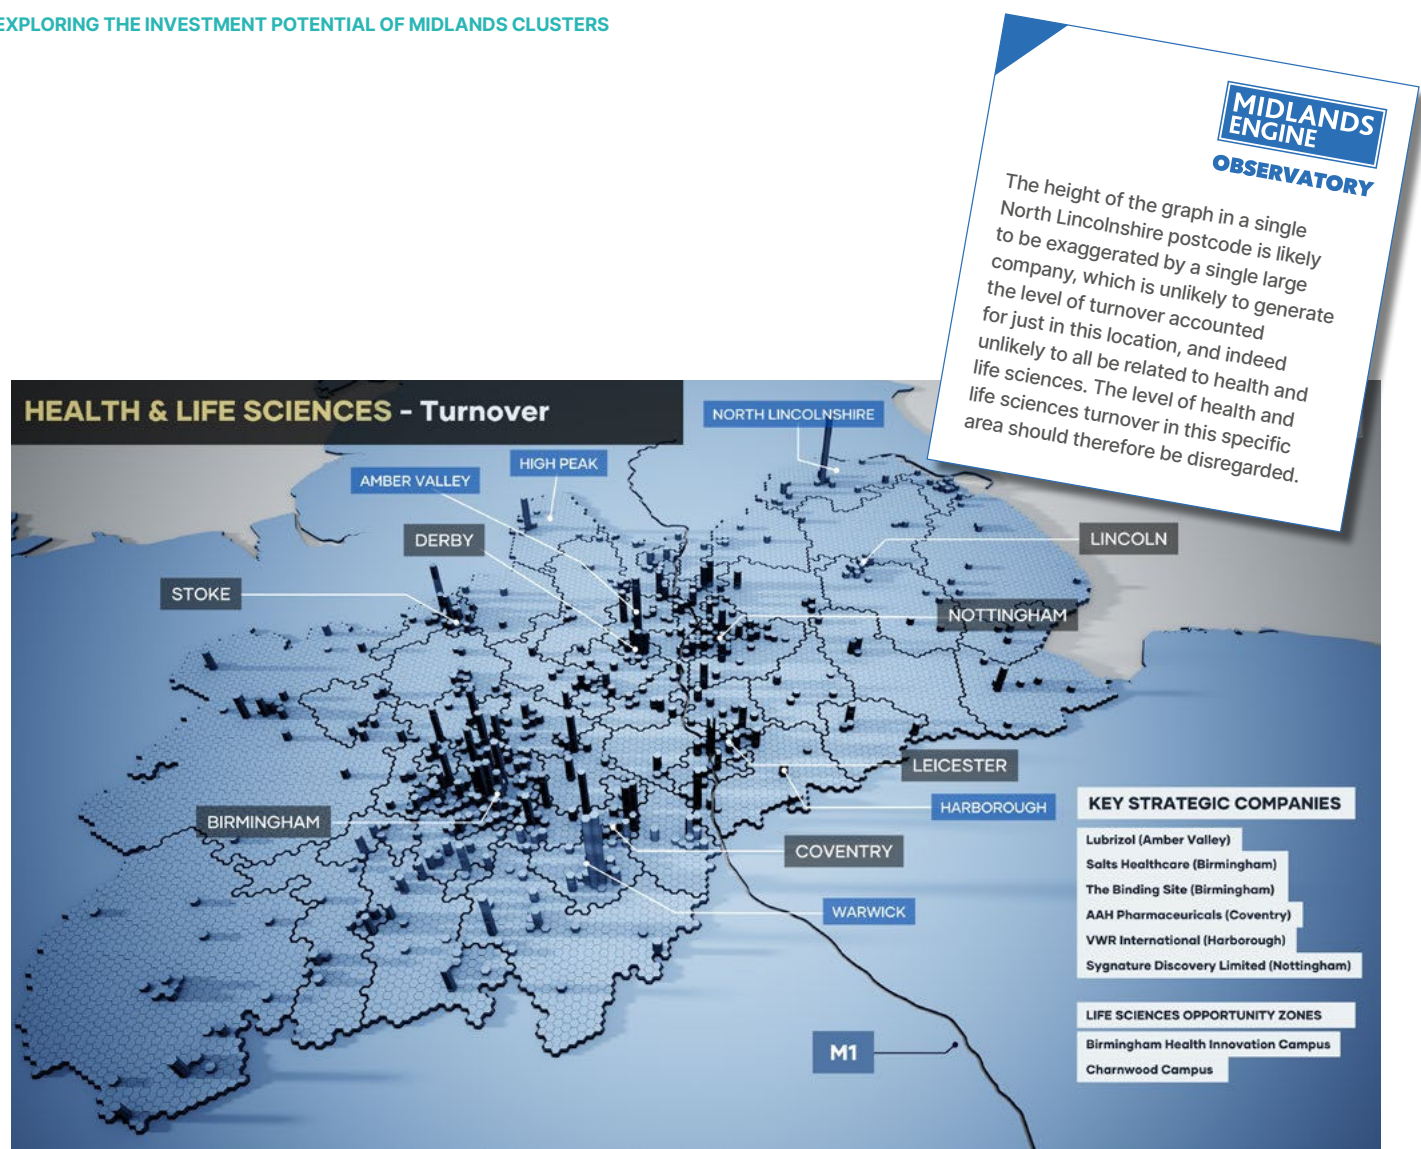 EXPLORING THE INVESTMENT POTENTIAL OF MIDLANDS CLUSTERS
MIDLANDS
ENGINE
OBSERVATORY
The height of the graph in a single
North Lincolnshire postcode is likely
to be exaggerated by a single large
company, which is unlikely to generate
the level of turnover accounted
for just in this location, and indeed
unlikely to all be related to health and
life sciences. The level of health and
life sciences turnover in this specific
area should therefore be disregarded.
HEALTH & LIFE SCIENCES - Turnover
NORTH LINCOLNSHIRE
HIGH PEAK
AMBER VALLEY
DERBY
LINCOLN
STOKE
NOTTINGHAM
LEICESTER
HARBOROUGH
BIRMINGHAM
COVENTRY
WARWICK
M1
KEY STRATEGIC COMPANIES
Lubrizol (Amber Valley)
Salts Healthcare (Birmingham)
The Binding Site (Birmingham)
AAH Pharmaceuricals (Coventry)
VWR International (Harborough)
Sygnature Discovery Limited (Nottingham)
LIFE SCIENCES OPPORTUNITY ZONES
Birmingham Health Innovation Campus
Charnwood Campus